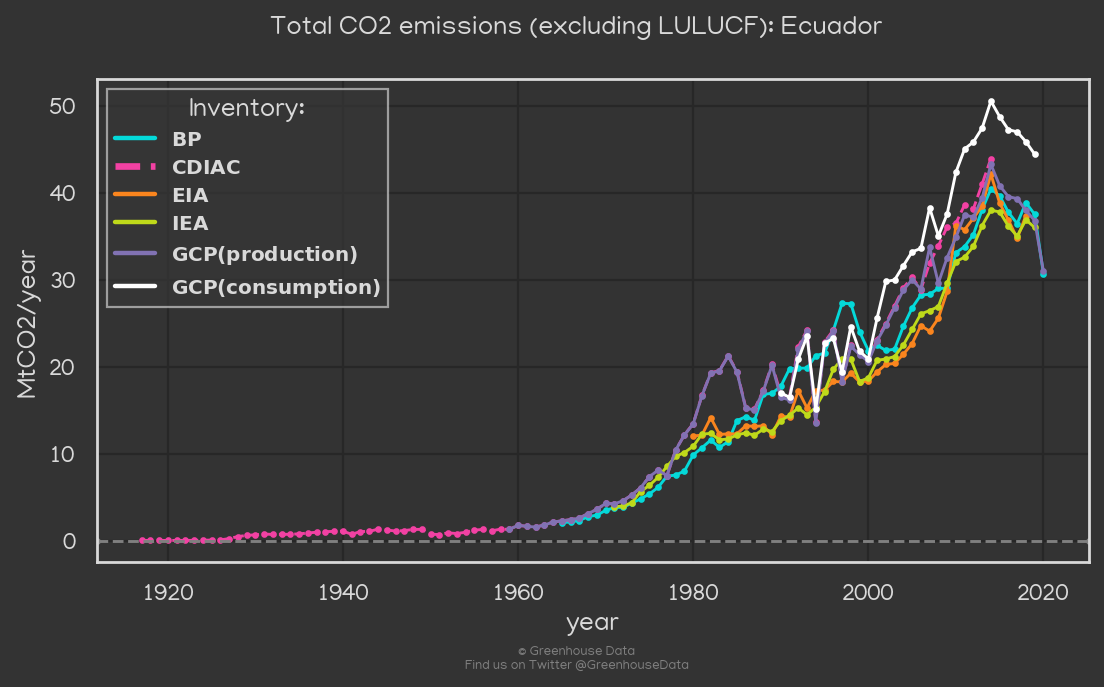 Total CO2 emissions (excluding LULUCF): Ecuador
Inventory:
BP
CDIAC
EIA
IEA
GCP(production)
GCP(consumption)
MtCO2/year
50
40
30
20
10
0
1920 1940 1960 1980 2000 2020
year
© Greenhouse Data
Find us on Twitter @GreenhouseData